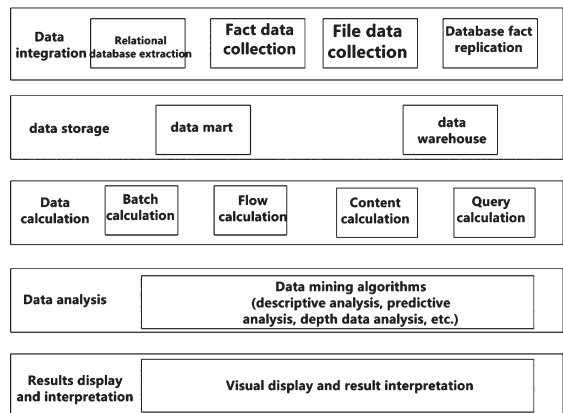 Data
integration
Relational
database extraction
Fact data
collection
File data
collection
Database fact
replication
data storage
data mart
data
warehouse
Data
calculation
Batch
calculation
Flow
calculation
Content
calculation
Query
calculation
Data analysis
Data mining algorithms
(descriptive analysis, predictive
analysis, depth data analysis, etc.)
Results display
and interpretation
Visual display and result interpretation